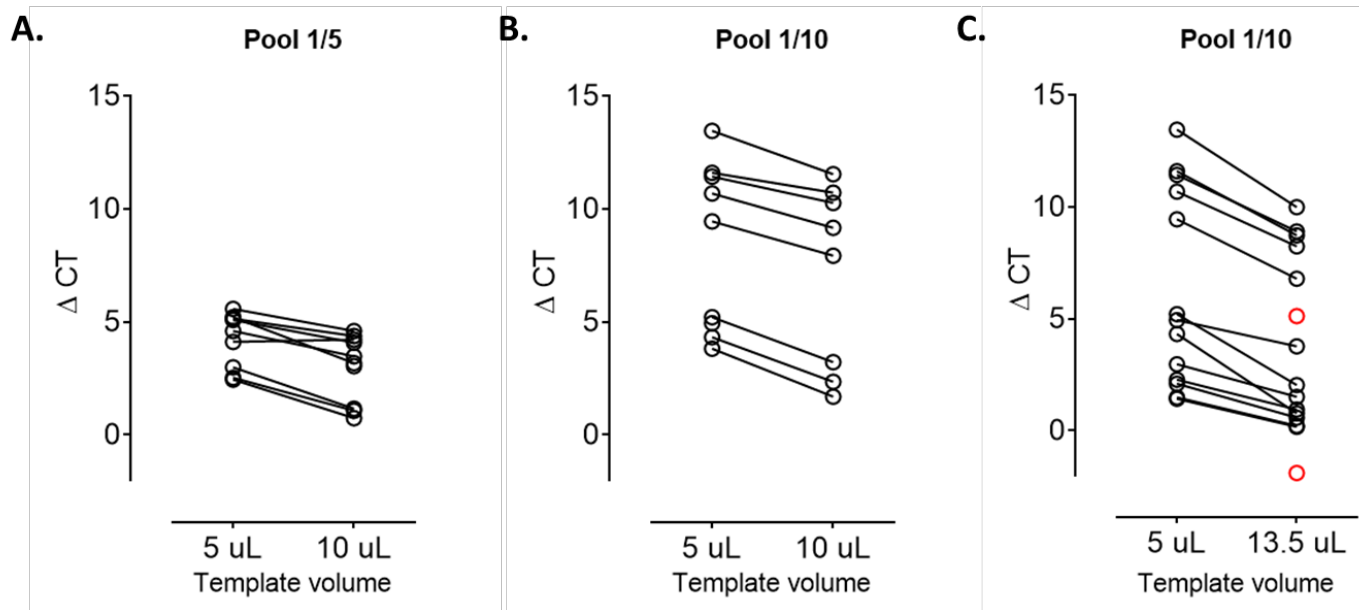 A.
Pool 1/5
15
10
5
0
Δ CT
5 uL 10 uL
Template volume
B.
Pool 1/10
15
10
5
0
Δ CT
5 uL 10 uL
Template volume
C.
Pool 1/10
15
10
5
0
Δ CT
5 uL 13.5 uL
Template volume